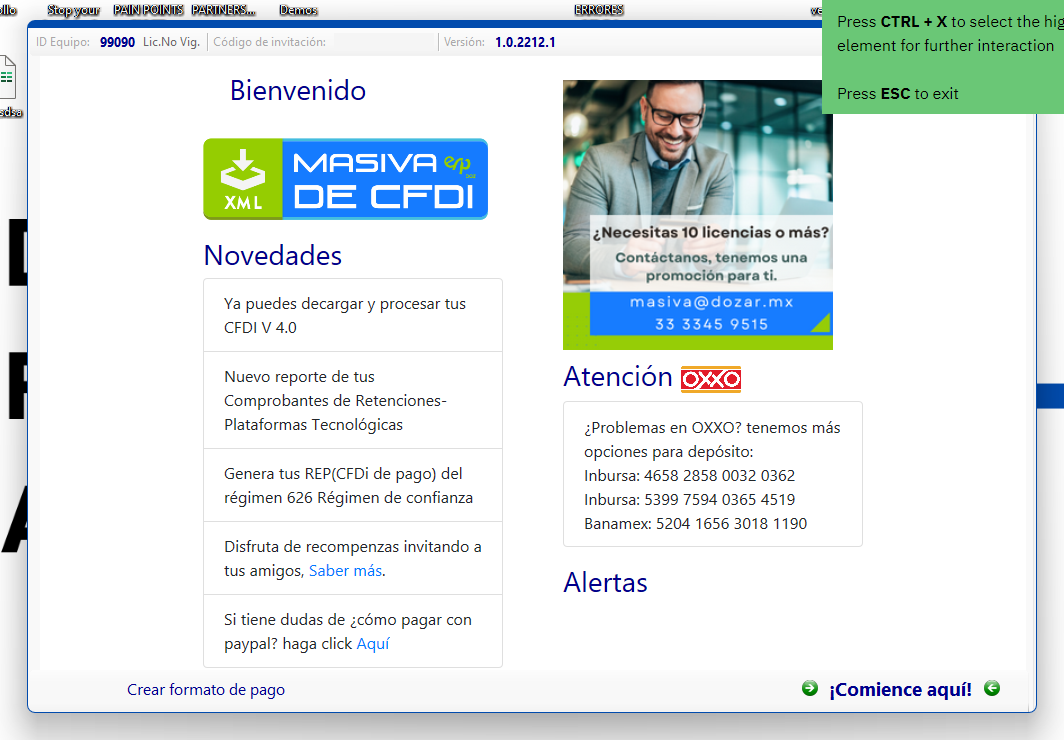 Stop your PAIN POINTS PARTNERS... Demos ERRORES
ID Equipo: 99090 Lic.No Vig. Código de invitación: Versión: 1.0.2212.1
Press CTRL + X to select the
element for further interaction
Press ESC to exit
sdsa
Bienvenido
XML
MASIVA erp
DE CFDI
Novedades
Ya puedes decargar y procesar tus
CFDI V 4.0
Nuevo reporte de tus
Comprobantes de Retenciones-
Plataformas Tecnológicas
Genera tus REP(CFDi de pago) del
régimen 626 Régimen de confianza
Disfruta de recompenzas invitando a
tus amigos, Saber más.
Si tiene dudas de ¿cómo pagar con
paypal? haga click Aquí
¿Necesitas 10 licencias o más?
Contáctanos, tenemos una
promoción para ti.
masiva@dozar.mx
33 3345 9515
Atención OXXO
¿Problemas en OXXO? tenemos más
opciones para depósito:
Inbursa: 4658 2858 0032 0362
Inbursa: 5399 7594 0365 4519
Banamex: 5204 1656 3018 1190
Alertas
Crear formato de pago
¡Comience aquí!